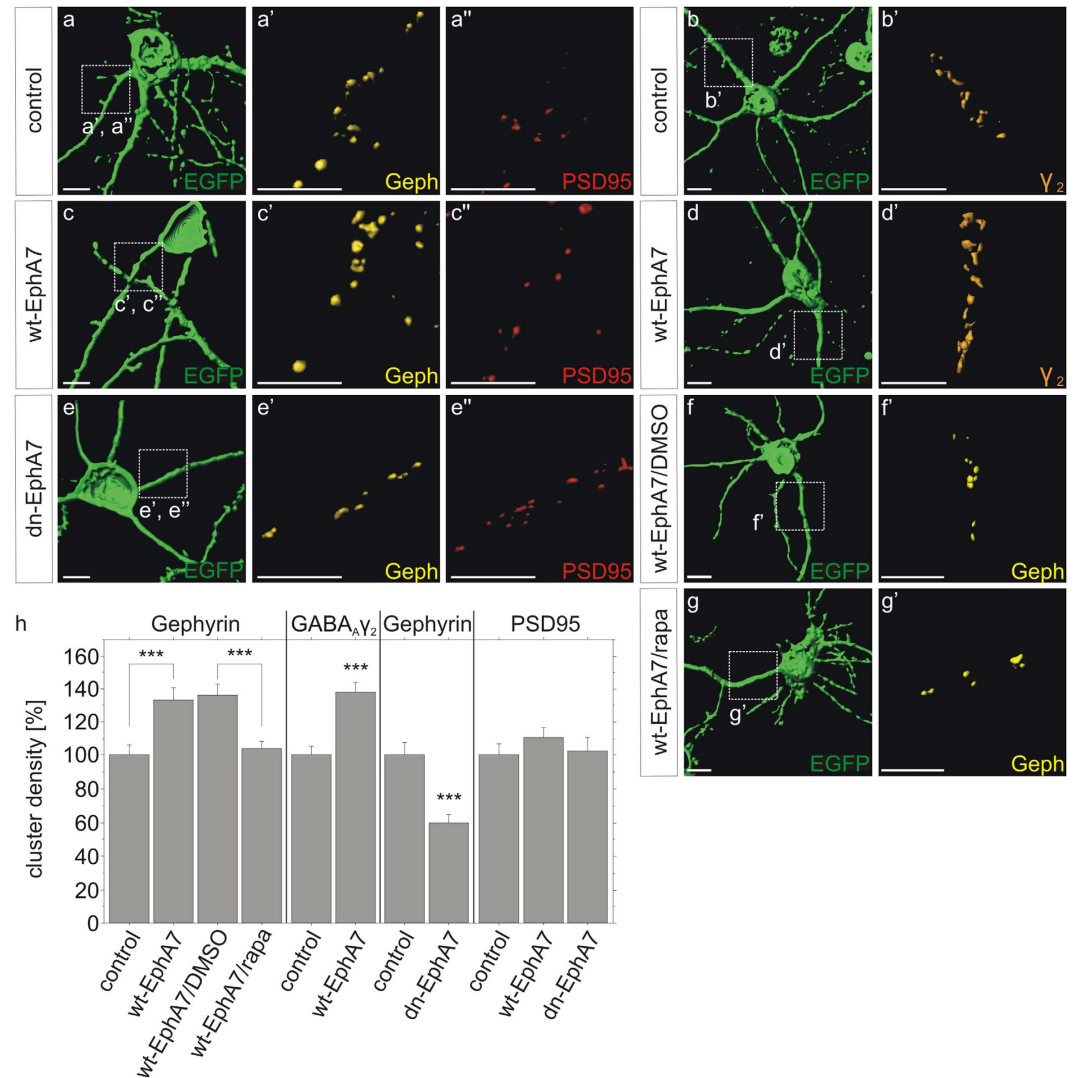 control
a
a', a''
EGFP
a'
Geph
a''
PSD95
control
b
b'
EGFP
b'
γ2
wt-EphA7
c
c', c''
EGFP
c'
Geph
c''
PSD95
wt-EphA7
d
d'
EGFP
d'
γ2
dn-EphA7
e
e', e''
EGFP
e'
Geph
e''
PSD95
wt-EphA7/DMSO
f
f'
EGFP
f'
Geph
wt-EphA7/rapa
g
g'
EGFP
g'
Geph
h
Gephyrin
GABAAγ2
Gephyrin
PSD95
cluster density [%]
160
140
120
100
80
60
40
20
0
***
***
***
***
control
wt-EphA7
wt-EphA7/DMSO
wt-EphA7/rapa
control
wt-EphA7
control
dn-EphA7
control
wt-EphA7
dn-EphA7